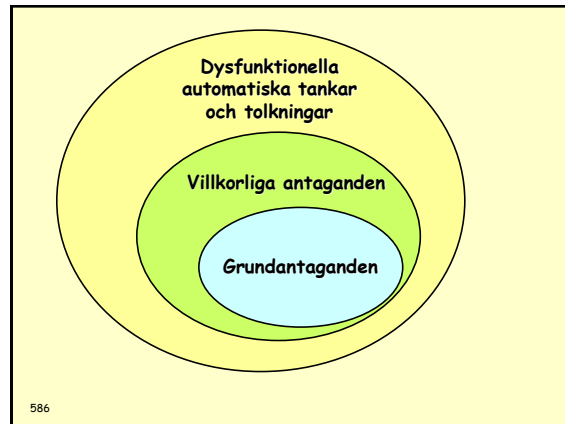 Dysfunktionella
automatiska tankar
och tolkningar
Villkorliga antaganden
Grundantaganden
586